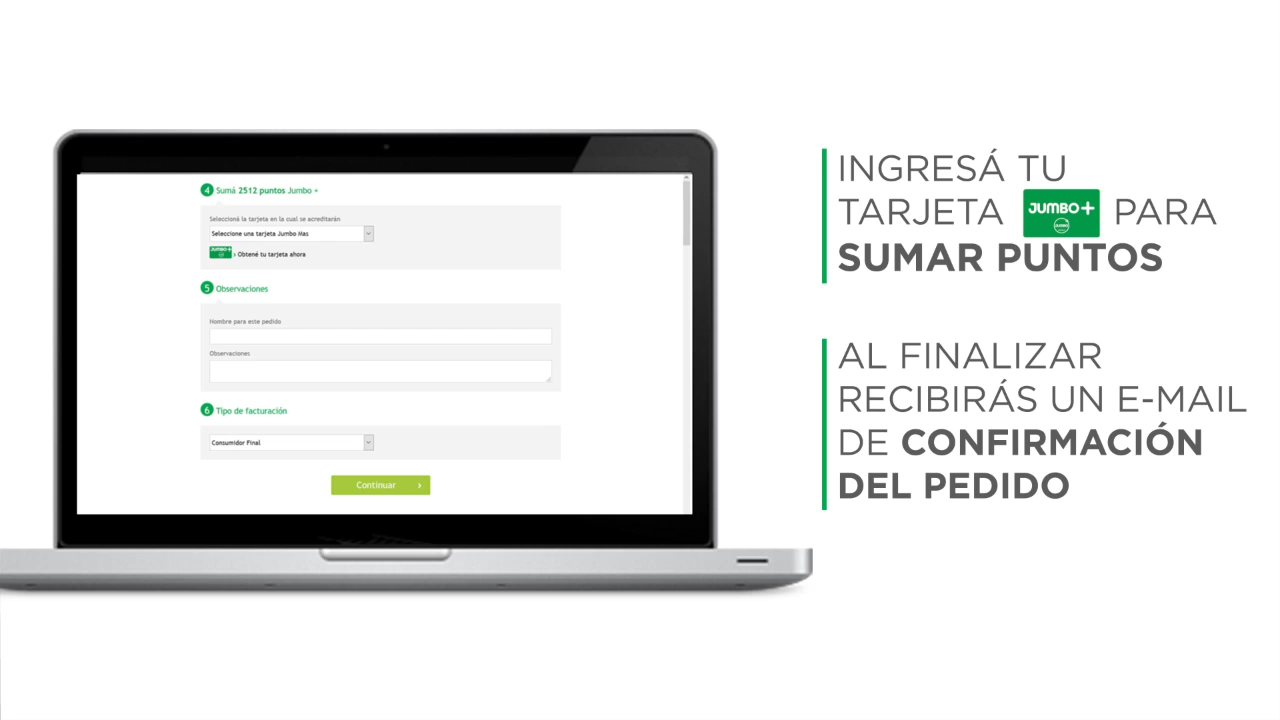 4 Sumá 2512 puntos Jumbo +
Seleccioná la tarjeta en la cual se acreditarán
Seleccione una tarjeta Jumbo Mas
JUMBO+ › Obtené tu tarjeta ahora
5 Observaciones
Nombre para este pedido
Observaciones
6 Tipo de facturación
Consumidor Final
Continuar ›
INGRESÁ TU
TARJETA JUMBO+ PARA
SUMAR PUNTOS
AL FINALIZAR
RECIBIRÁS UN E-MAIL
DE CONFIRMACIÓN
DEL PEDIDO